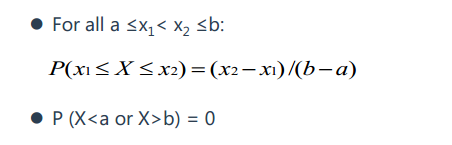 ● For all a ≤x₁< x₂ ≤b:
P(x₁ ≤ X ≤ x₂) = (x₂ − x₁)/(b − a)
● P (X<a or X>b) = 0